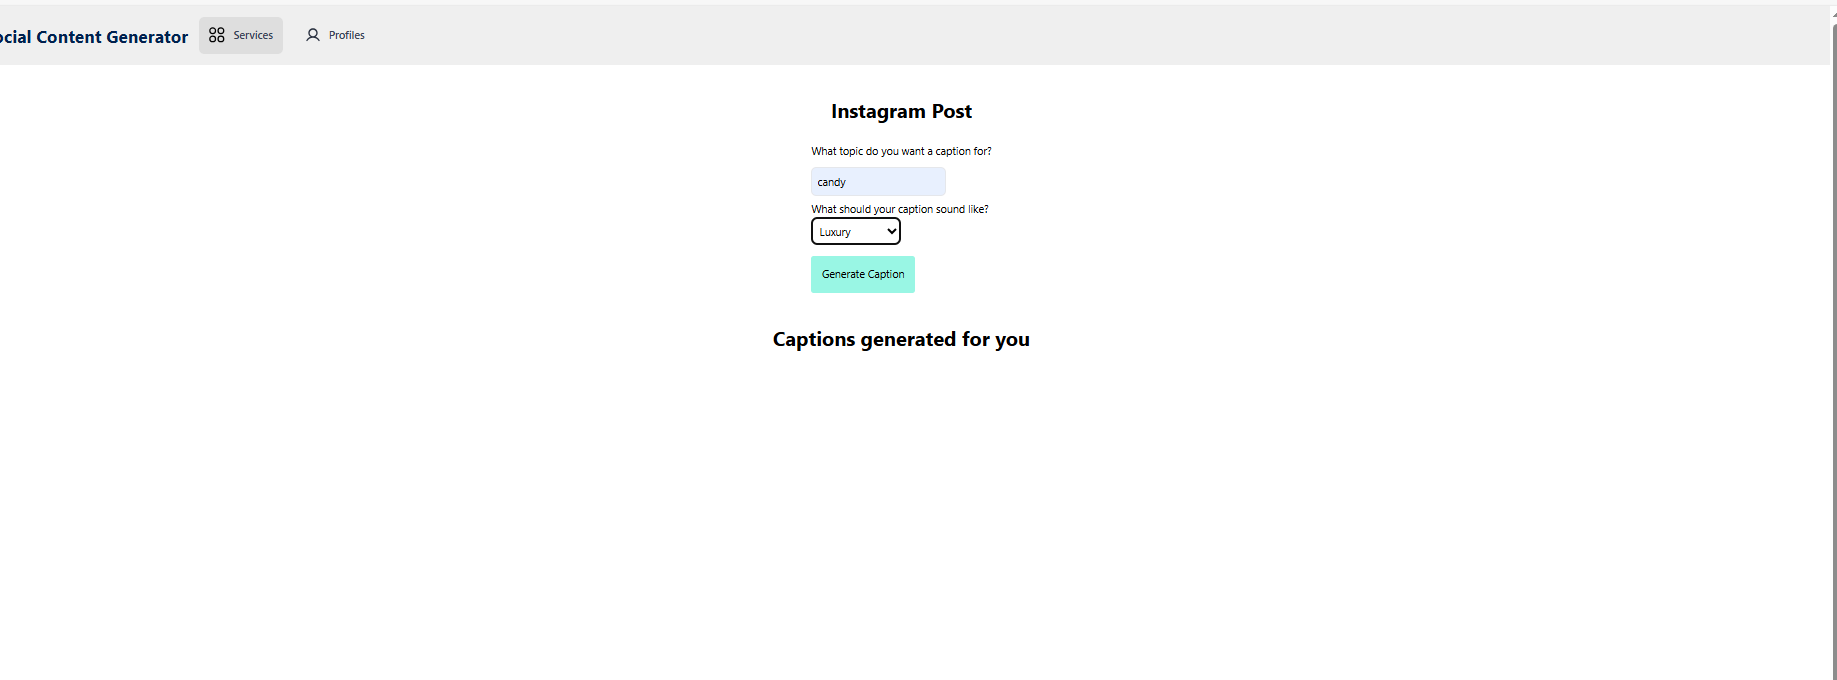 ocial Content Generator Services Profiles
Instagram Post
What topic do you want a caption for?
candy
What should your caption sound like?
Luxury
Generate Caption
Captions generated for you